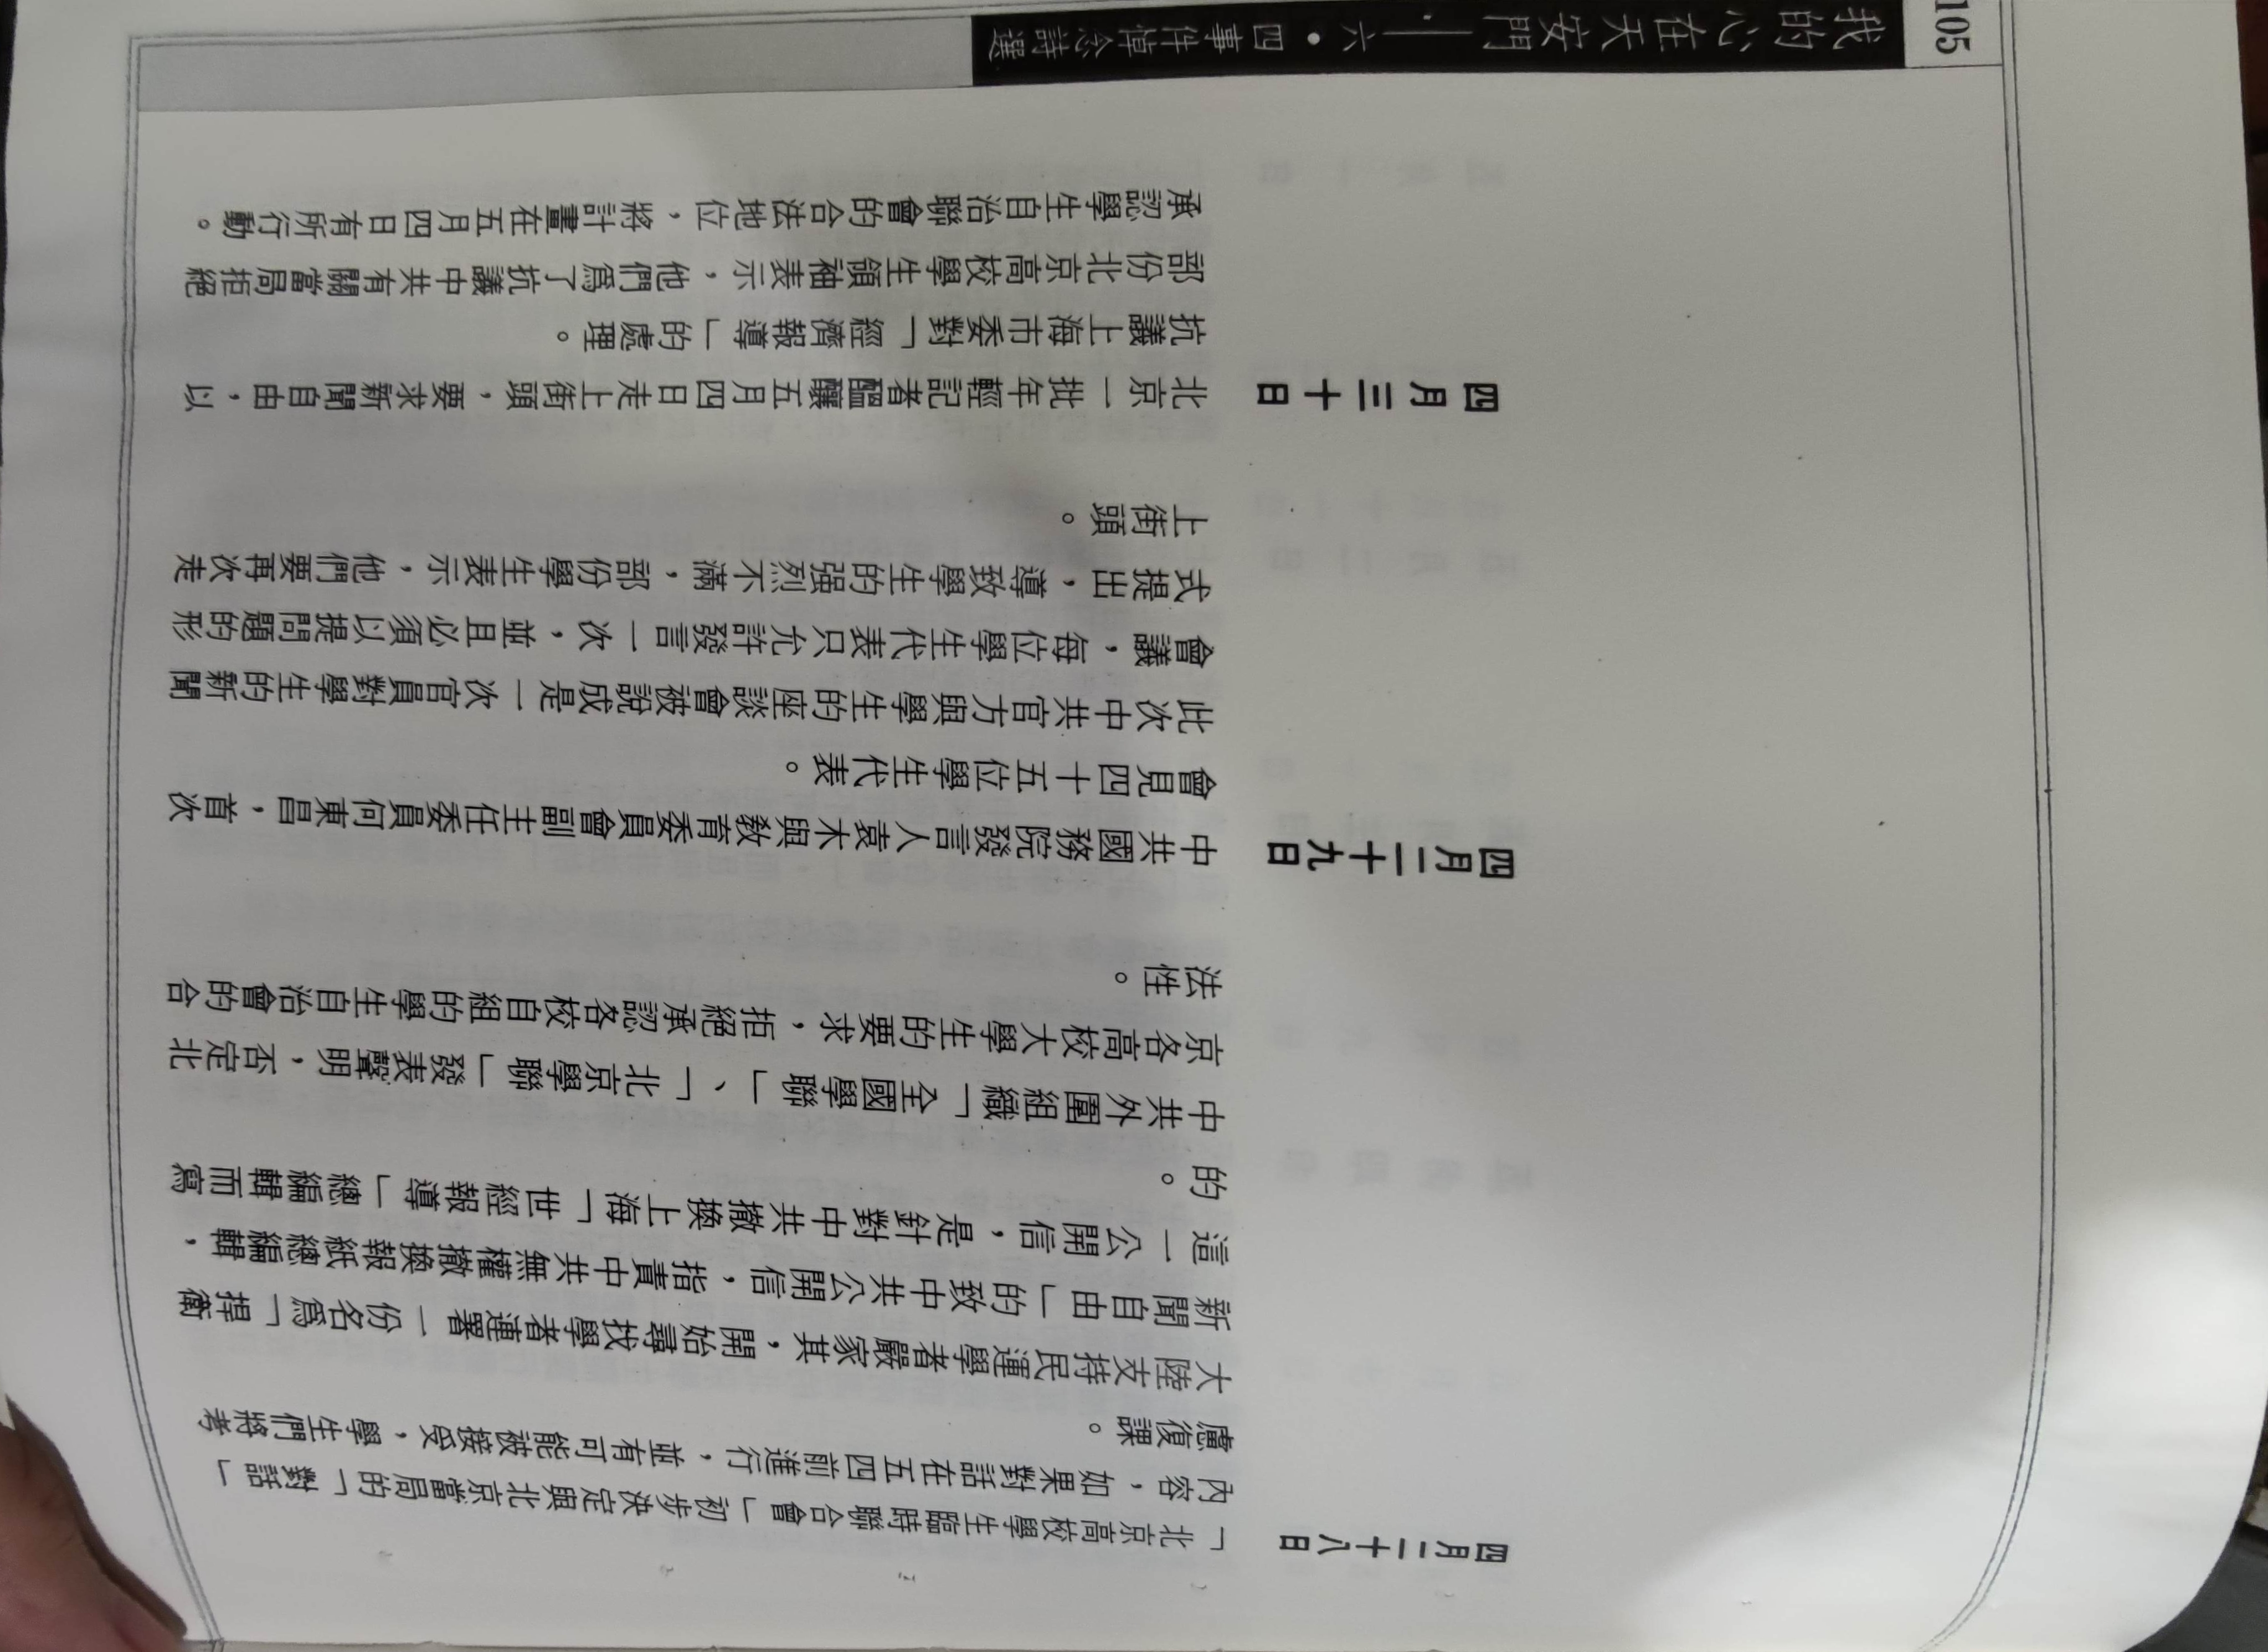 四月二十八日
「北京高校學生臨時聯合會」初步決定與北京當局的「對話」
內容，如果對話在五四前進行，並有可能被接受，學生們將考
慮復課。
大陸支持民運學者嚴家其，開始尋找學者連署一份名爲「捍衛
新聞自由」的致中共公開信，指責中共無權撤換報紙總編輯，
這一公開信，是針對中共撤換上海「世經報導」總編輯而寫
的。
中共外圍組織「全國學聯」、「北京學聯」發表聲明，否定北
京各高校大學生的要求，拒絕承認各校自組的學生自治會的合
法性。
四月二十九日
中共國務院發言人袁木與教育委員會副主任委員何東昌，首次
會見四十五位學生代表。
此次中共官方與學生的座談會被說成是一次官員對學生的新聞
會議，每位學生代表只允許發言一次，並且必須以提問題的形
式提出，導致學生的强烈不滿，部份學生表示，他們要再次走
上街頭。
四月三十日
北京一批年輕記者醞釀五月四日走上街頭，要求新聞自由，以
抗議上海市委對「經濟報導」的處理。
部份北京高校學生領袖表示，他們爲了抗議中共有關當局拒絕
承認學生自治聯會的合法地位，將計畫在五月四日有所行動。
105
我的心在天安門——六•四事件悼念詩選